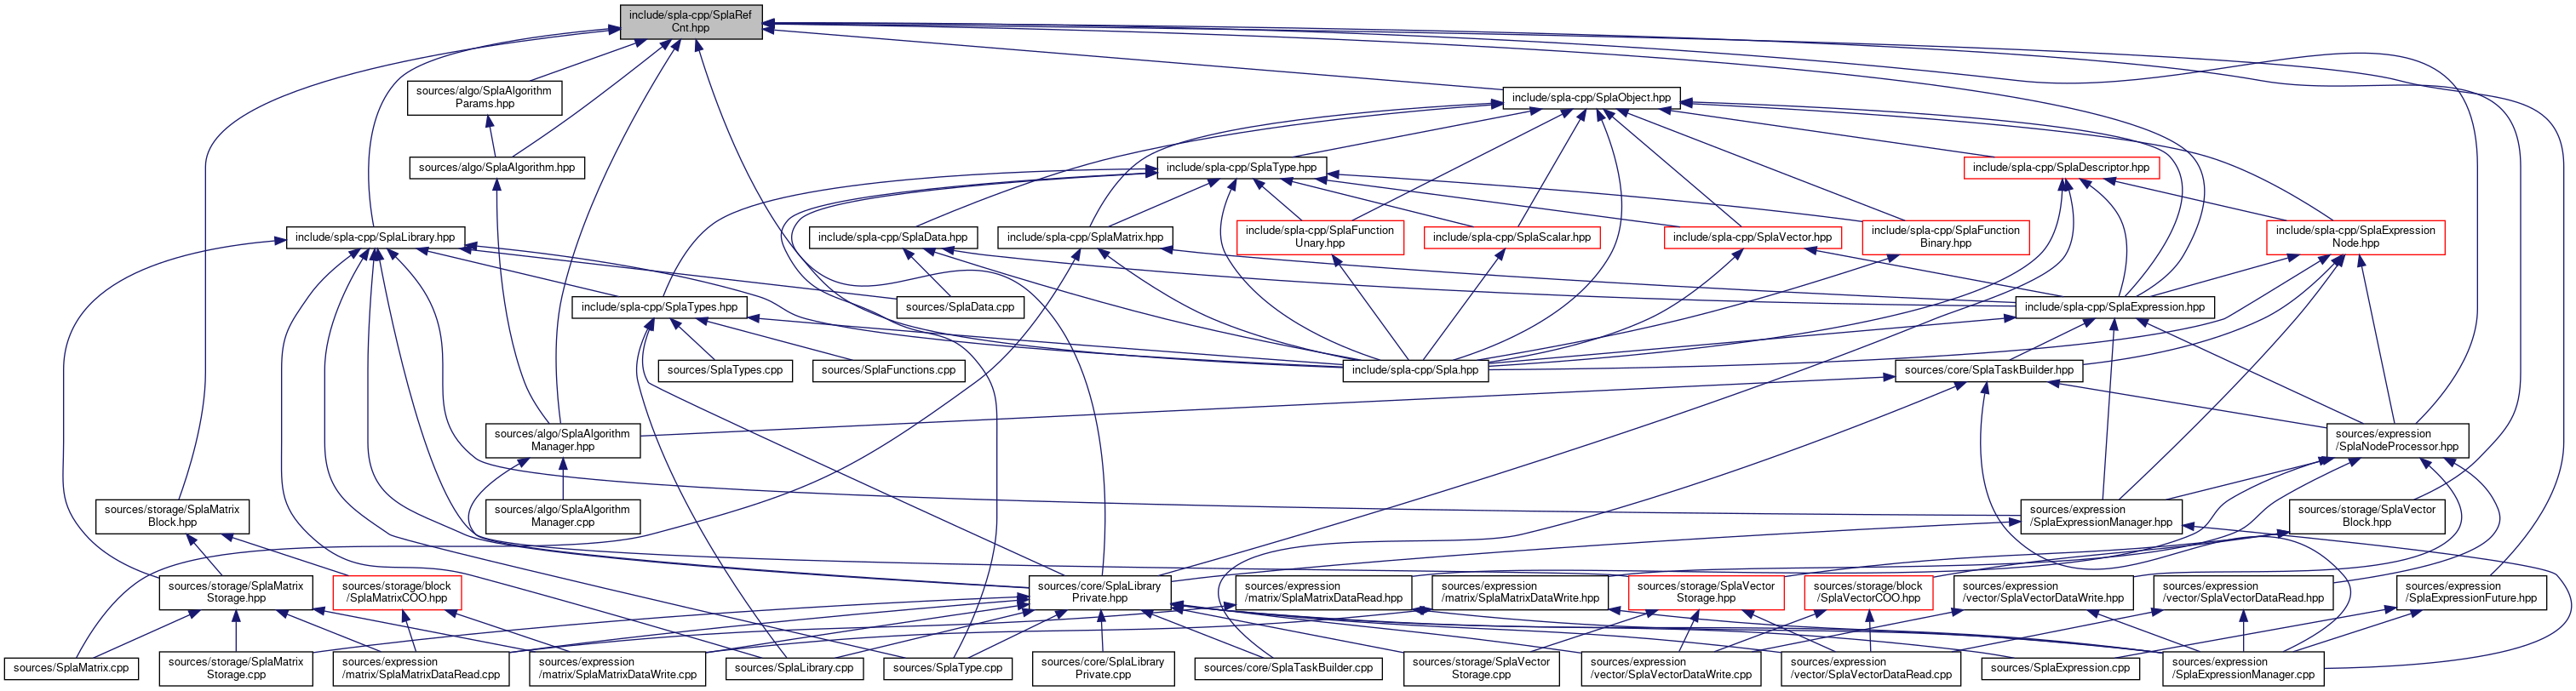 include/spla-cpp/SplaRef
Cnt.hpp
sources/algo/SplaAlgorithm
Params.hpp
include/spla-cpp/SplaObject.hpp
sources/algo/SplaAlgorithm.hpp
include/spla-cpp/SplaType.hpp
include/spla-cpp/SplaDescriptor.hpp
include/spla-cpp/SplaLibrary.hpp
include/spla-cpp/SplaData.hpp
include/spla-cpp/SplaMatrix.hpp
include/spla-cpp/SplaFunction
Unary.hpp
include/spla-cpp/SplaScalar.hpp
include/spla-cpp/SplaVector.hpp
include/spla-cpp/SplaFunction
Binary.hpp
include/spla-cpp/SplaExpression
Node.hpp
include/spla-cpp/SplaTypes.hpp
sources/SplaData.cpp
include/spla-cpp/SplaExpression.hpp
sources/SplaTypes.cpp
sources/SplaFunctions.cpp
include/spla-cpp/Spla.hpp
sources/core/SplaTaskBuilder.hpp
sources/algo/SplaAlgorithm
Manager.hpp
sources/expression
/SplaNodeProcessor.hpp
sources/storage/SplaMatrix
Block.hpp
sources/algo/SplaAlgorithm
Manager.cpp
sources/expression
/SplaExpressionManager.hpp
sources/storage/SplaVector
Block.hpp
sources/storage/SplaMatrix
Storage.hpp
sources/storage/block
/SplaMatrixCOO.hpp
sources/core/SplaLibrary
Private.hpp
sources/expression
/matrix/SplaMatrixDataRead.hpp
sources/expression
/matrix/SplaMatrixDataWrite.hpp
sources/storage/SplaVector
Storage.hpp
sources/storage/block
/SplaVectorCOO.hpp
sources/expression
/vector/SplaVectorDataWrite.hpp
sources/expression
/vector/SplaVectorDataRead.hpp
sources/expression
/SplaExpressionFuture.hpp
sources/SplaMatrix.cpp
sources/storage/SplaMatrix
Storage.cpp
sources/expression
/matrix/SplaMatrixDataRead.cpp
sources/expression
/matrix/SplaMatrixDataWrite.cpp
sources/SplaLibrary.cpp
sources/SplaType.cpp
sources/core/SplaLibrary
Private.cpp
sources/core/SplaTaskBuilder.cpp
sources/storage/SplaVector
Storage.cpp
sources/expression
/vector/SplaVectorDataWrite.cpp
sources/expression
/vector/SplaVectorDataRead.cpp
sources/SplaExpression.cpp
sources/expression
/SplaExpressionManager.cpp